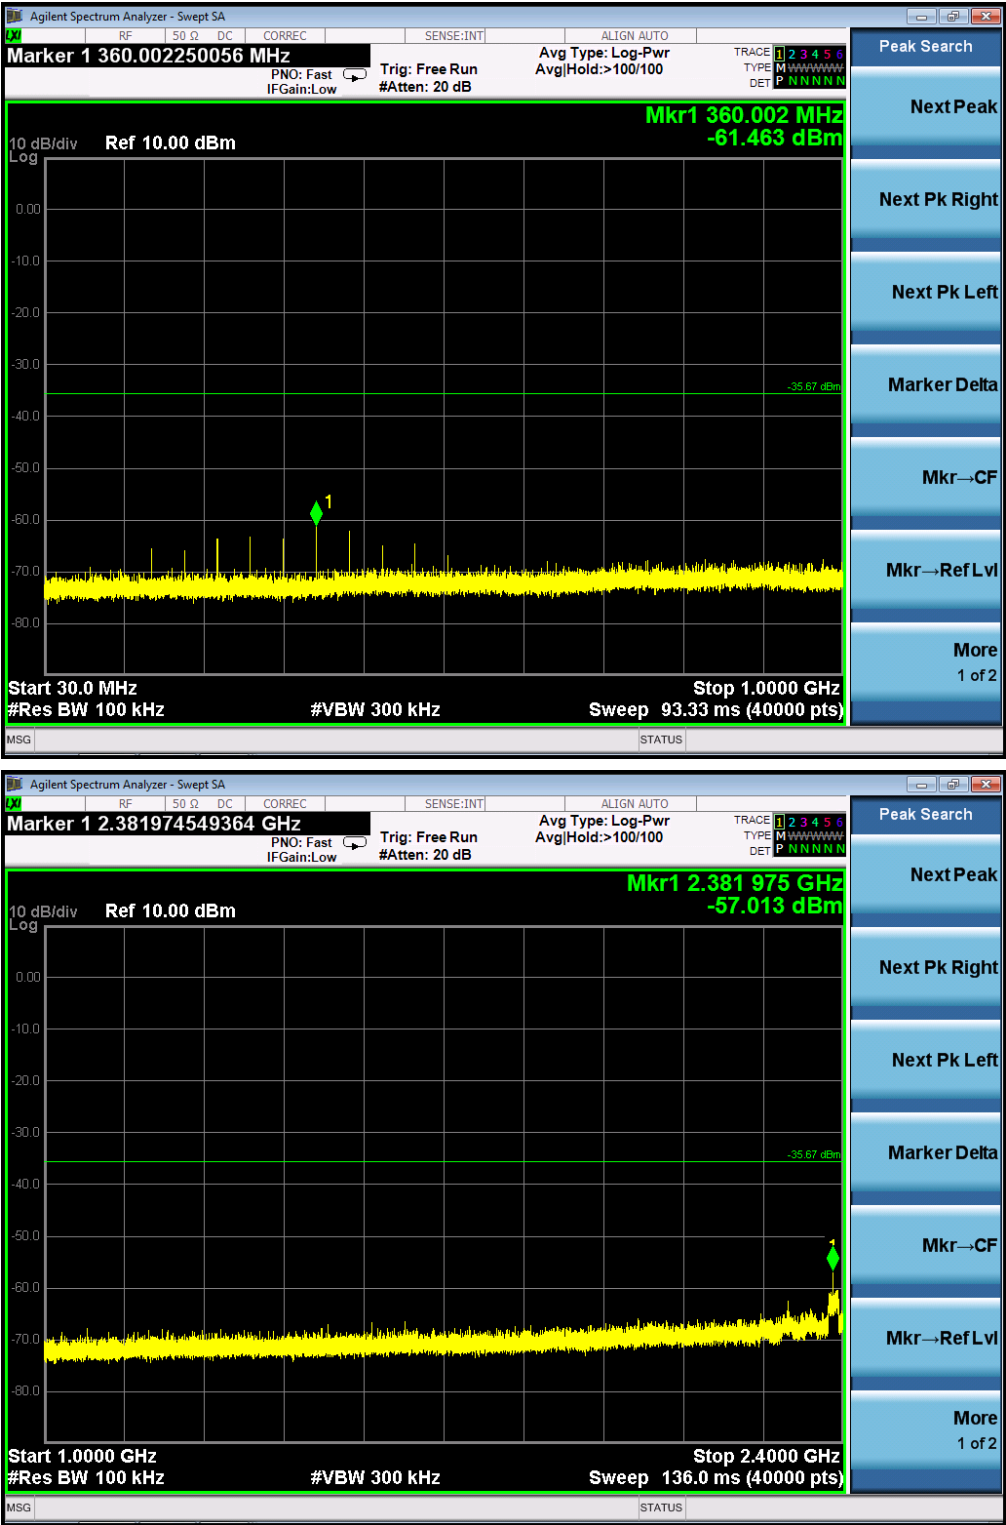 Agilent Spectrum Analyzer - Swept SA
LXI RF 50 Ω DC CORREC SENSE:INT ALIGN AUTO
Marker 1 360.002250056 MHz
PNO: Fast
IFGain:Low
Trig: Free Run
#Atten: 20 dB
Avg Type: Log-Pwr
Avg|Hold:>100/100
TRACE 1 2 3 4 5 6
TYPE M WWWWW
DET P N N N N N
Mkr1 360.002 MHz
-61.463 dBm
10 dB/div Ref 10.00 dBm
Log
0.00
-10.0
-20.0
-30.0
-35.67 dBm
-40.0
-50.0
1
-60.0
-70.0
-80.0
Start 30.0 MHz Stop 1.0000 GHz
#Res BW 100 kHz #VBW 300 kHz Sweep 93.33 ms (40000 pts)
MSG STATUS
Peak Search
Next Peak
Next Pk Right
Next Pk Left
Marker Delta
Mkr→CF
Mkr→Ref Lvl
More
1 of 2
Agilent Spectrum Analyzer - Swept SA
LXI RF 50 Ω DC CORREC SENSE:INT ALIGN AUTO
Marker 1 2.381974549364 GHz
PNO: Fast
IFGain:Low
Trig: Free Run
#Atten: 20 dB
Avg Type: Log-Pwr
Avg|Hold:>100/100
TRACE 1 2 3 4 5 6
TYPE M WWWWW
DET P N N N N N
Mkr1 2.381 975 GHz
-57.013 dBm
10 dB/div Ref 10.00 dBm
Log
0.00
-10.0
-20.0
-30.0
-35.67 dBm
-40.0
-50.0
1
-60.0
-70.0
-80.0
Start 1.0000 GHz Stop 2.4000 GHz
#Res BW 100 kHz #VBW 300 kHz Sweep 136.0 ms (40000 pts)
MSG STATUS
Peak Search
Next Peak
Next Pk Right
Next Pk Left
Marker Delta
Mkr→CF
Mkr→Ref Lvl
More
1 of 2